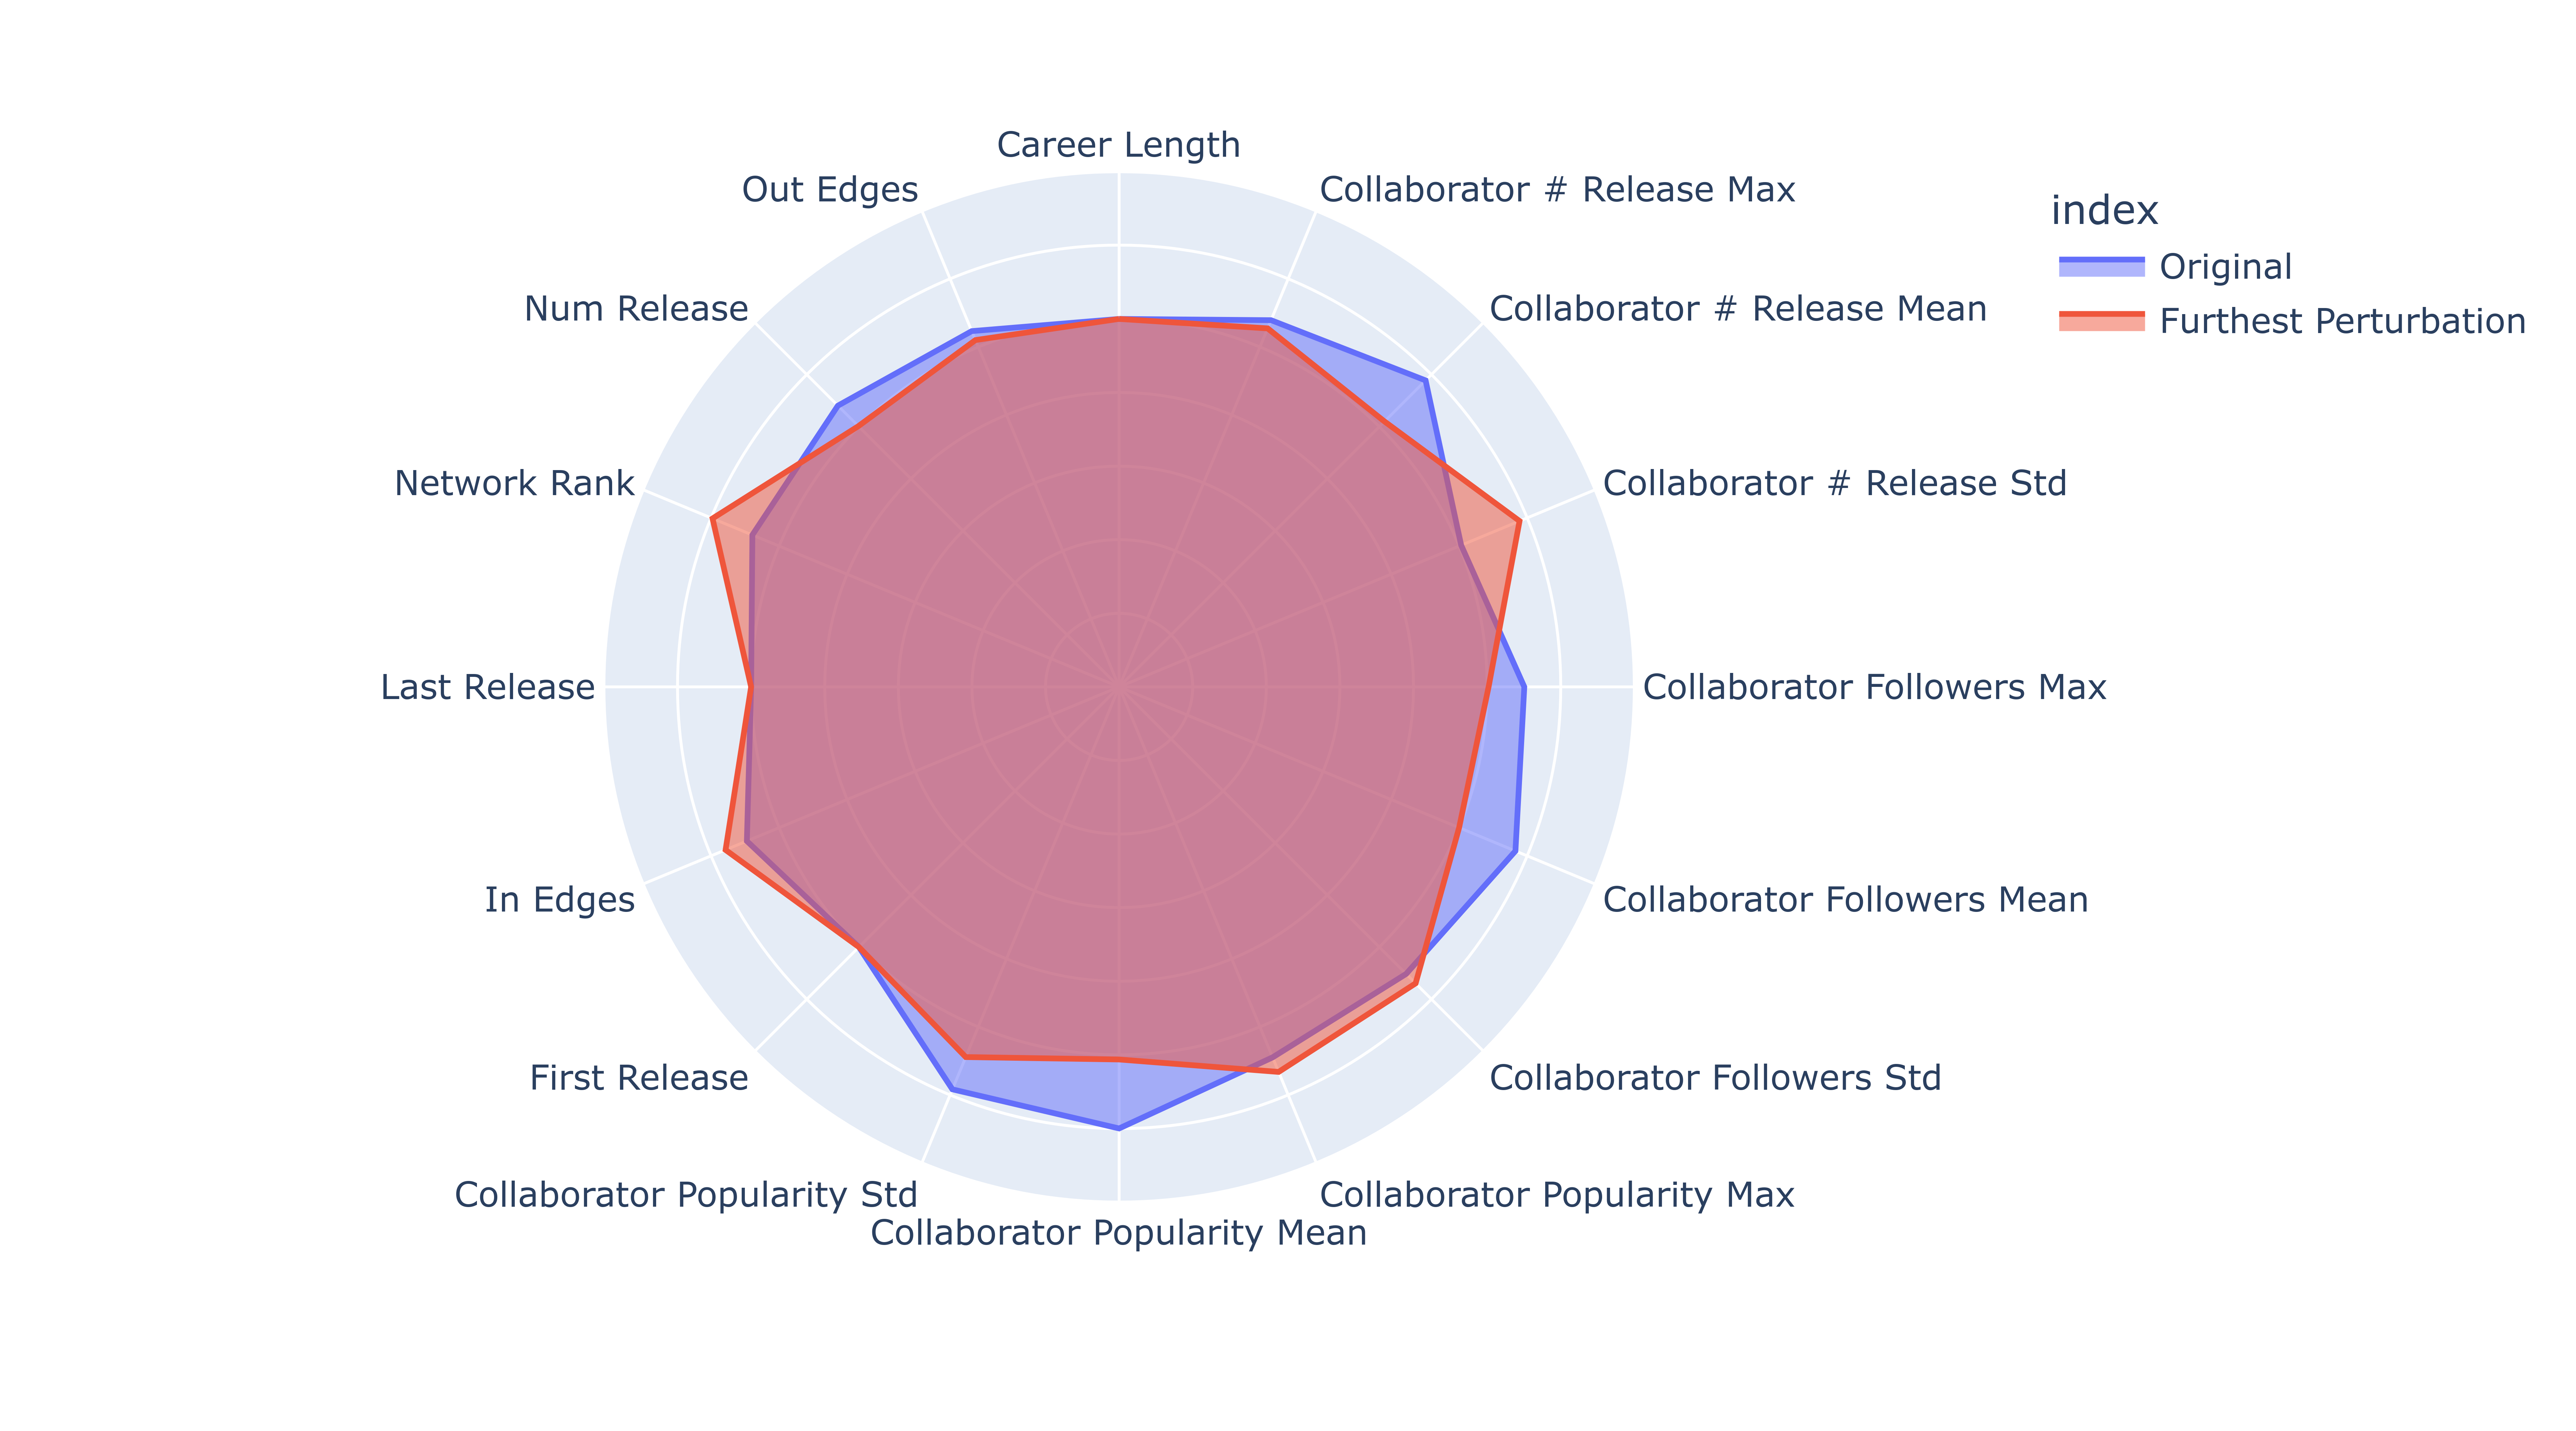 Career Length
Out Edges
Collaborator # Release Max
index
Original
Furthest Perturbation
Num Release
Collaborator # Release Mean
Network Rank
Collaborator # Release Std
Last Release
Collaborator Followers Max
In Edges
Collaborator Followers Mean
First Release
Collaborator Followers Std
Collaborator Popularity Std
Collaborator Popularity Max
Collaborator Popularity Mean